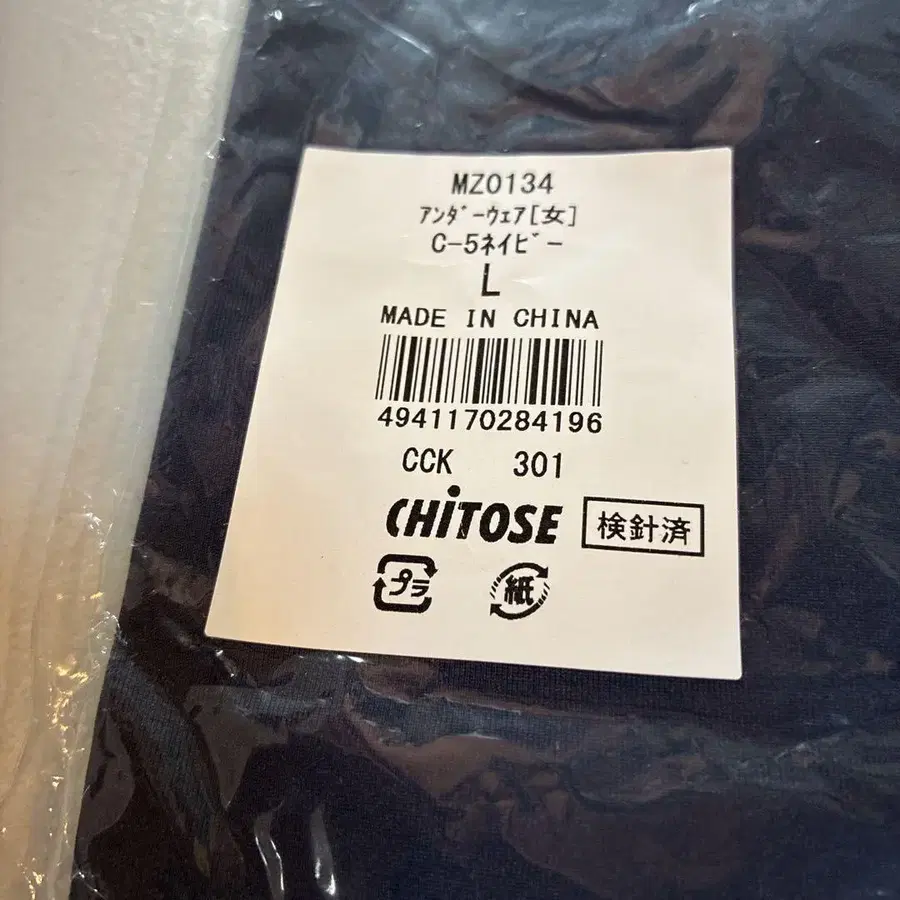 MZ0134
ｱﾝﾀﾞｰｳｪｱ[女]
C-5ﾈｲﾋﾞｰ
L
MADE IN CHINA
4941170284196
CCK 301
CHiTOSE 検針済
プラ 紙